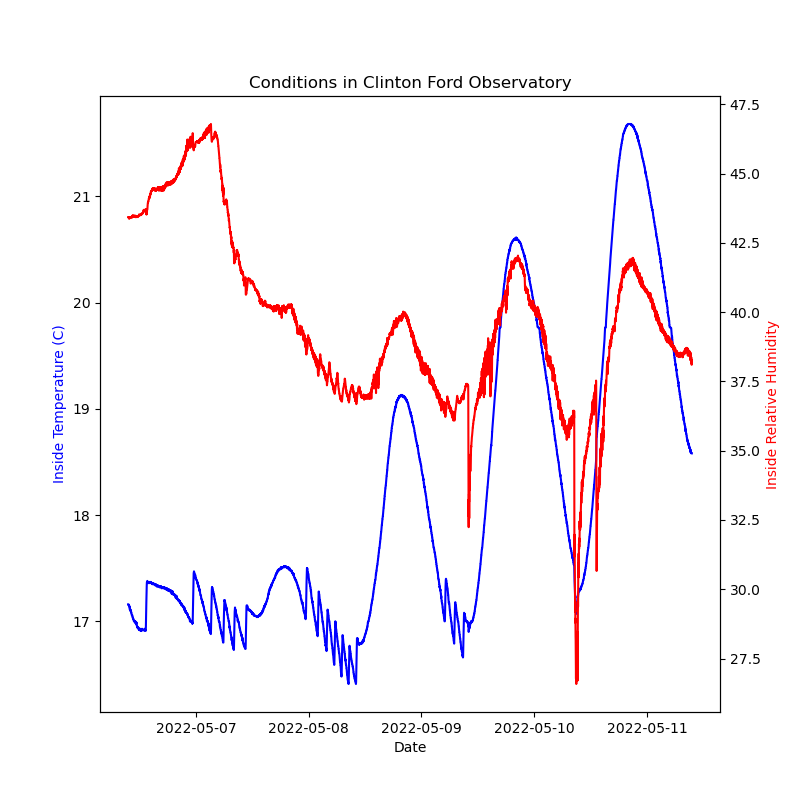 Conditions in Clinton Ford Observatory
Inside Temperature (C)
21
20
19
18
17
47.5
45.0
42.5
40.0
37.5
35.0
32.5
30.0
27.5
Inside Relative Humidity
2022-05-07 2022-05-08 2022-05-09 2022-05-10 2022-05-11
Date